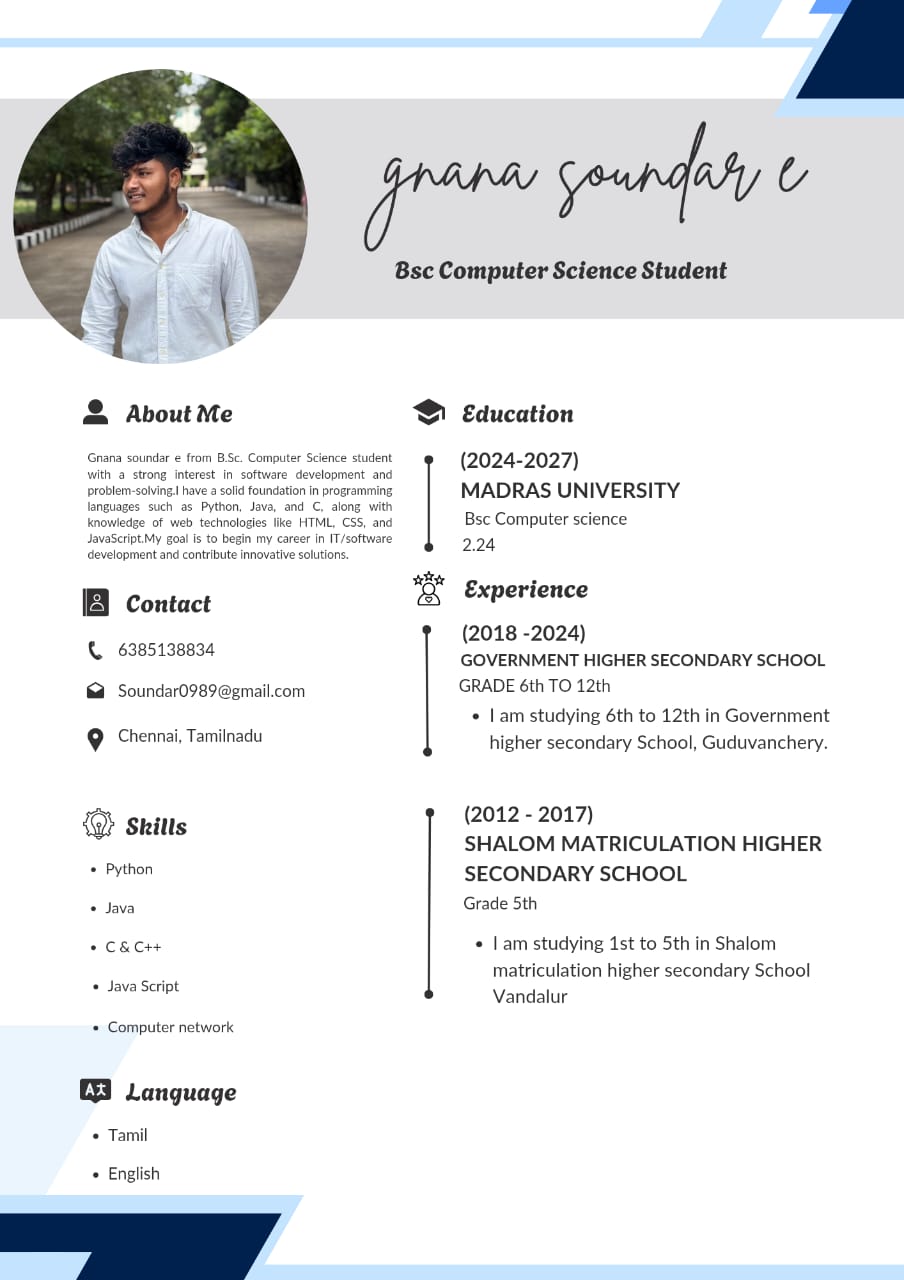 gnana soundar e
Bsc Computer Science Student
About Me
Gnana soundar e from B.Sc. Computer Science student
with a strong interest in software development and
problem-solving.I have a solid foundation in programming
languages such as Python, Java, and C, along with
knowledge of web technologies like HTML, CSS, and
JavaScript.My goal is to begin my career in IT/software
development and contribute innovative solutions.
Contact
6385138834
Soundar0989@gmail.com
Chennai, Tamilnadu
Skills
• Python
• Java
• C & C++
• Java Script
• Computer network
Language
• Tamil
• English
Education
(2024-2027)
MADRAS UNIVERSITY
Bsc Computer science
2.24
Experience
(2018 -2024)
GOVERNMENT HIGHER SECONDARY SCHOOL
GRADE 6th TO 12th
• I am studying 6th to 12th in Government
higher secondary School, Guduvanchery.
(2012 - 2017)
SHALOM MATRICULATION HIGHER
SECONDARY SCHOOL
Grade 5th
• I am studying 1st to 5th in Shalom
matriculation higher secondary School
Vandalur